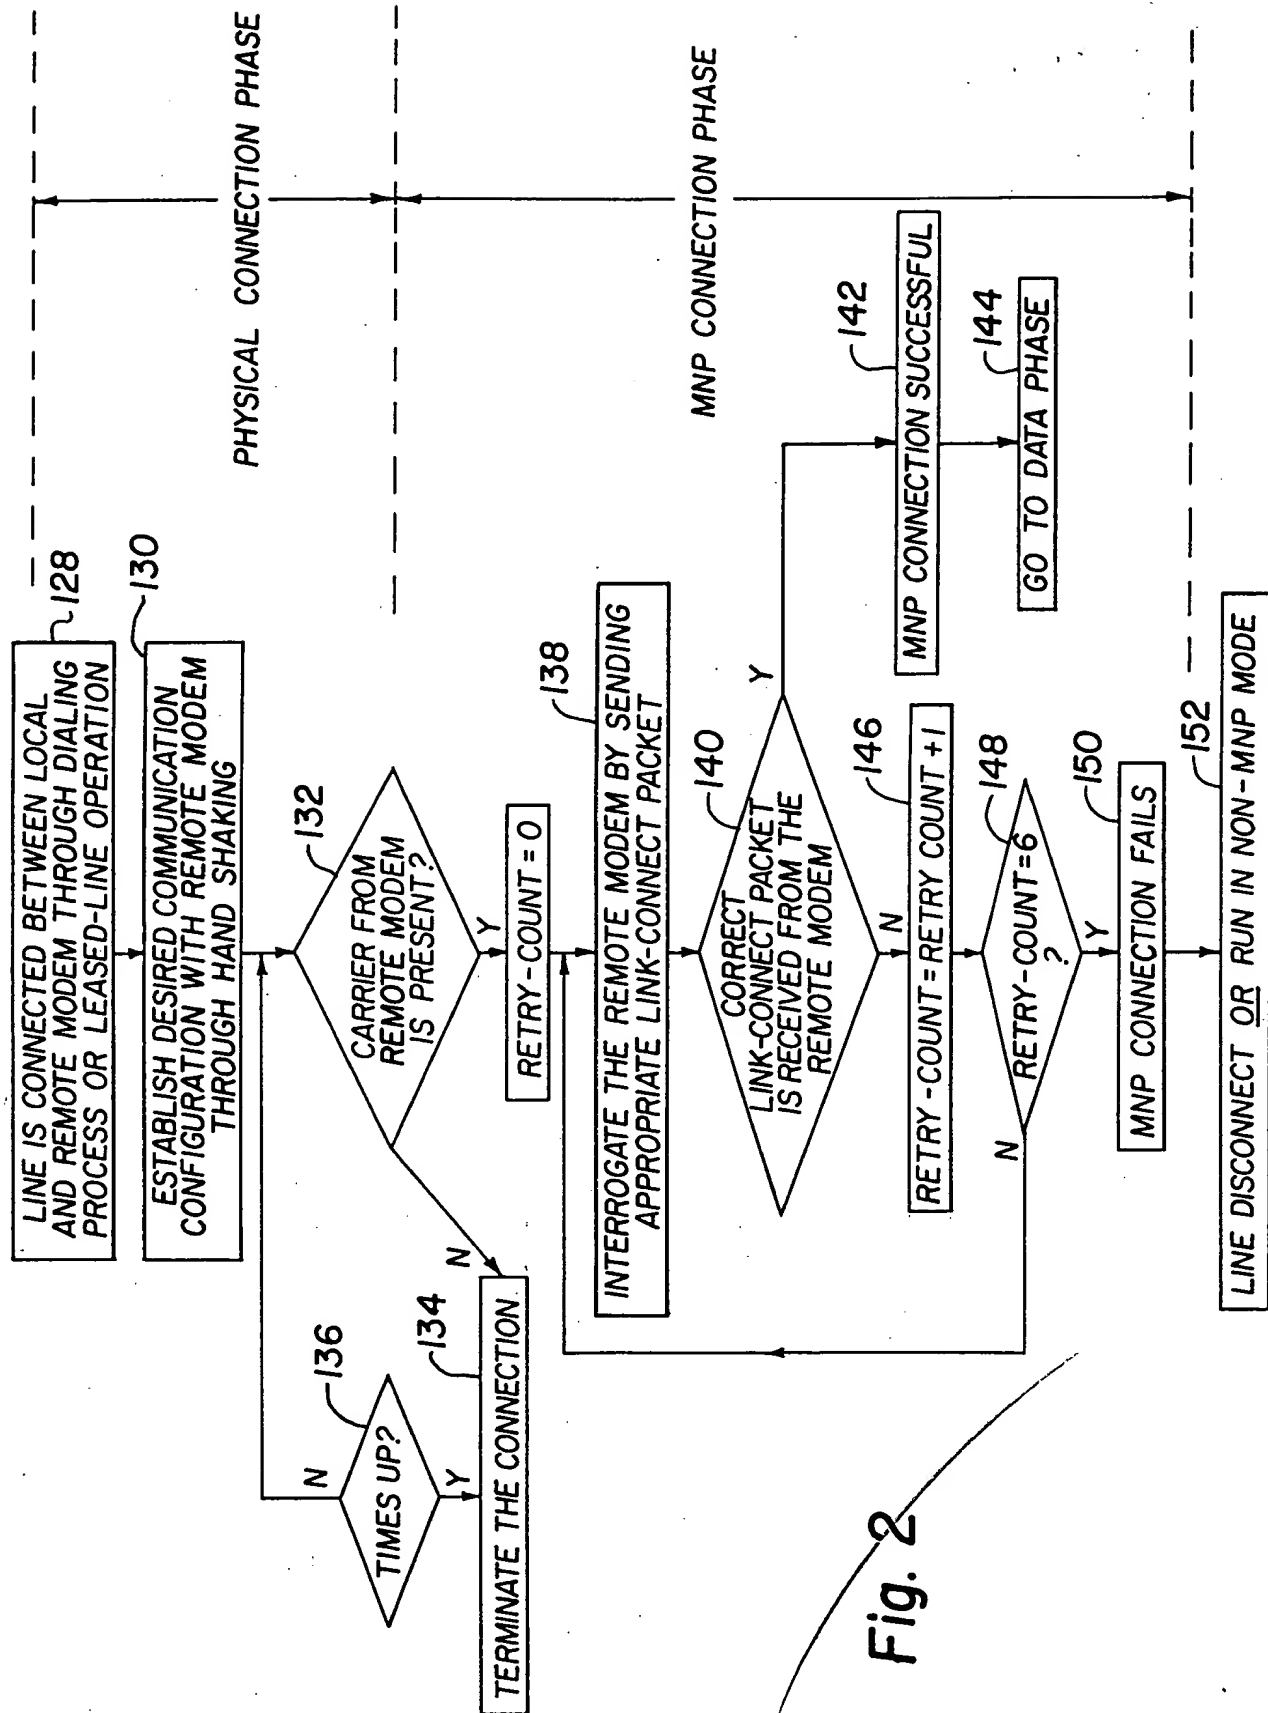 LINE IS CONNECTED BETWEEN LOCAL
AND REMOTE MODEM THROUGH DIALING
PROCESS OR LEASED-LINE OPERATION
128
ESTABLISH DESIRED COMMUNICATION
CONFIGURATION WITH REMOTE MODEM
THROUGH HAND SHAKING
130
PHYSICAL CONNECTION PHASE
CARRIER FROM
REMOTE MODEM
IS PRESENT?
132
N
Y
TIMES UP?
136
N
Y
TERMINATE THE CONNECTION
134
RETRY-COUNT = 0
INTERROGATE THE REMOTE MODEM BY SENDING
APPROPRIATE LINK-CONNECT PACKET
138
MNP CONNECTION PHASE
CORRECT
LINK-CONNECT PACKET
IS RECEIVED FROM THE
REMOTE MODEM
140
Y
N
MNP CONNECTION SUCCESSFUL
142
GO TO DATA PHASE
144
RETRY-COUNT = RETRY COUNT +1
146
RETRY-COUNT=6
?
148
N
Y
MNP CONNECTION FAILS
150
LINE DISCONNECT OR RUN IN NON-MNP MODE
152
Fig. 2